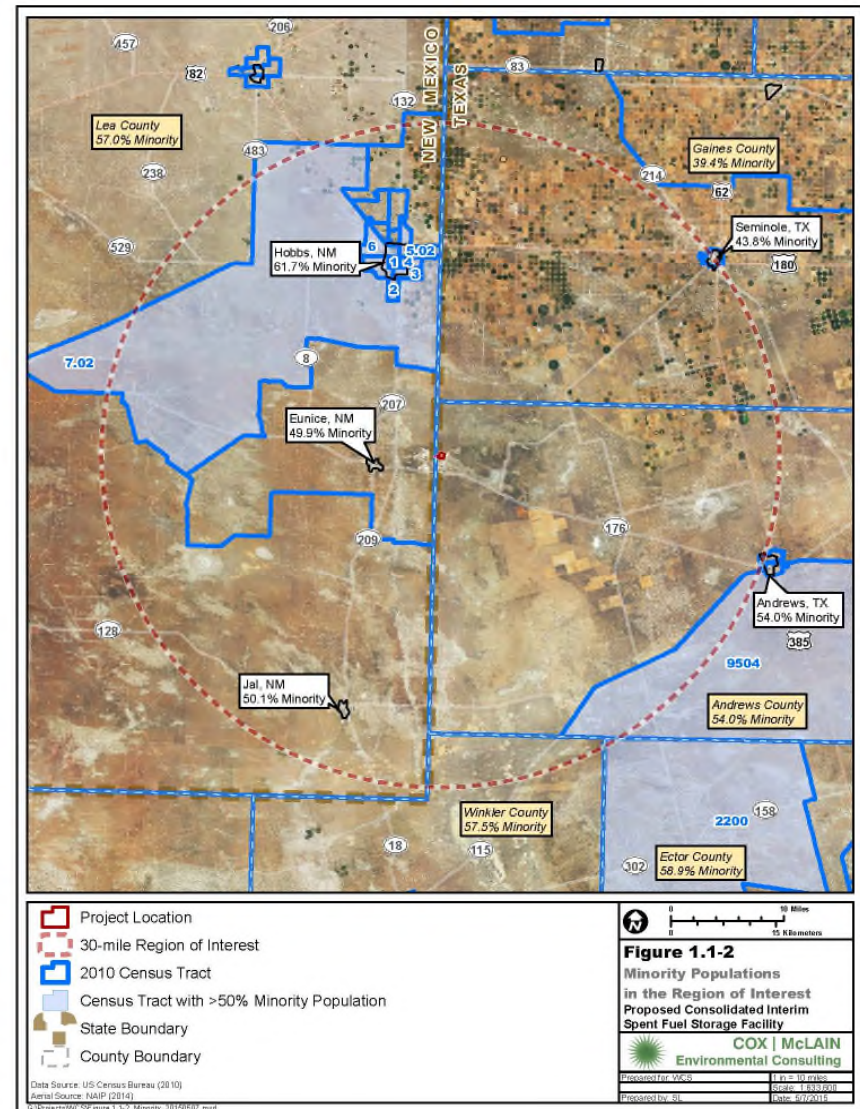 206
457
82
83
132
NEW MEXICO
TEXAS
Lea County
57.0% Minority
483
Gaines County
39.4% Minority
238
214
62
529
Seminole, TX
43.8% Minority
Hobbs, NM
61.7% Minority
6
5.02
1
4
3
2
180
7.02
8
207
Eunice, NM
49.9% Minority
176
209
Andrews, TX
54.0% Minority
128
385
9504
Jal, NM
50.1% Minority
Andrews County
54.0% Minority
Winkler County
57.5% Minority
158
2200
18
115
302
Ector County
58.9% Minority
Project Location
30-mile Region of Interest
2010 Census Tract
Census Tract with >50% Minority Population
State Boundary
County Boundary
Data Source: US Census Bureau (2010)
Aerial Source: NAIP (2014)
N
0 10 Miles
0 15 Kilometers
Figure 1.1-2
Minority Populations
in the Region of Interest
Proposed Consolidated Interim
Spent Fuel Storage Facility
COX | McLAIN
Environmental Consulting
Prepared for: WCS
1 in = 10 miles
Scale: 1:633,600
Prepared by: SL
Date: 5/7/2015